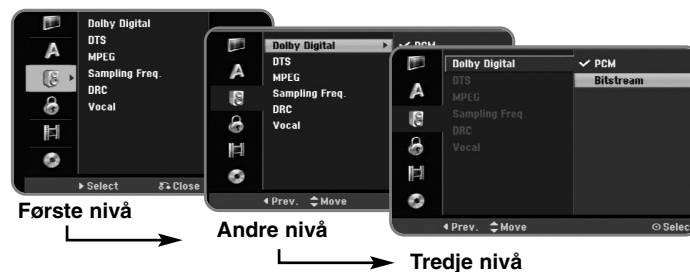 Dolby Digital
DTS
MPEG
Sampling Freq.
DRC
Vocal
Select Close
Første nivå
Dolby Digital
DTS
MPEG
Sampling Freq.
DRC
Vocal
PCM
Prev. Move
Andre nivå
Dolby Digital
DTS
MPEG
Sampling Freq.
DRC
Vocal
PCM
Bitstream
Prev. Move Selec
Tredje nivå